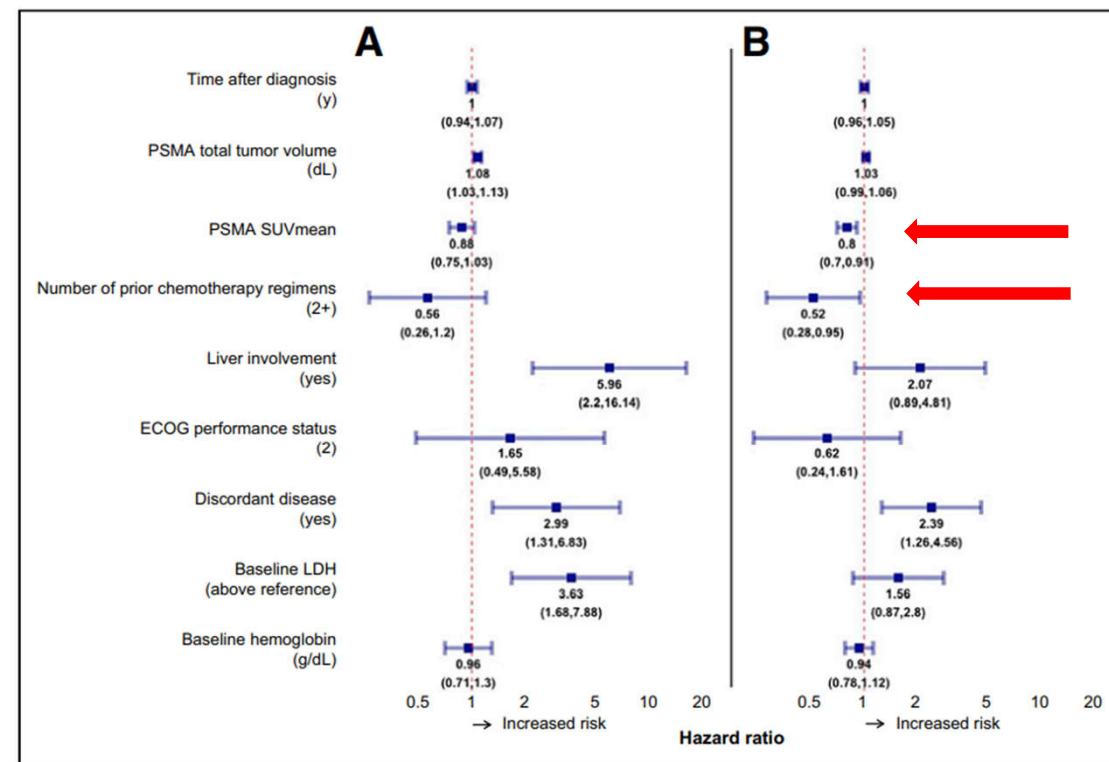 A
B
Time after diagnosis
(y)
1
(0.94,1.07)
1
(0.96,1.05)
PSMA total tumor volume
(dL)
1.08
(1.03,1.13)
1.03
(0.99,1.06)
PSMA SUVmean
0.88
(0.75,1.03)
0.8
(0.7,0.91)
Number of prior chemotherapy regimens
(2+)
0.56
(0.26,1.2)
0.52
(0.28,0.95)
Liver involvement
(yes)
5.96
(2.2,16.14)
2.07
(0.89,4.81)
ECOG performance status
(2)
1.65
(0.49,5.58)
0.62
(0.24,1.61)
Discordant disease
(yes)
2.99
(1.31,6.83)
2.39
(1.26,4.56)
Baseline LDH
(above reference)
3.63
(1.68,7.88)
1.56
(0.87,2.8)
Baseline hemoglobin
(g/dL)
0.96
(0.71,1.3)
0.94
(0.78,1.12)
0.5 1 2 5 10 20
0.5 1 2 5 10 20
→ Increased risk
→ Increased risk
Hazard ratio